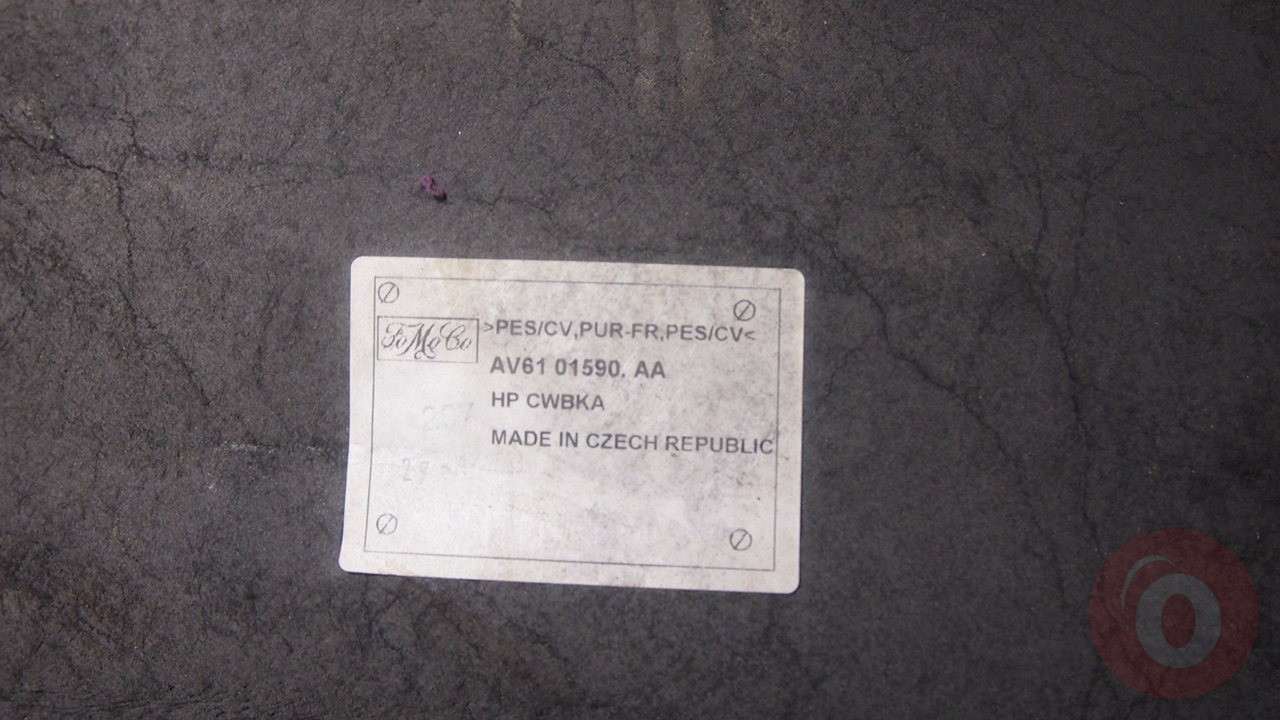 FoMoCo
>PES/CV,PUR-FR,PES/CV<
AV61 01590. AA
HP CWBKA
MADE IN CZECH REPUBLIC